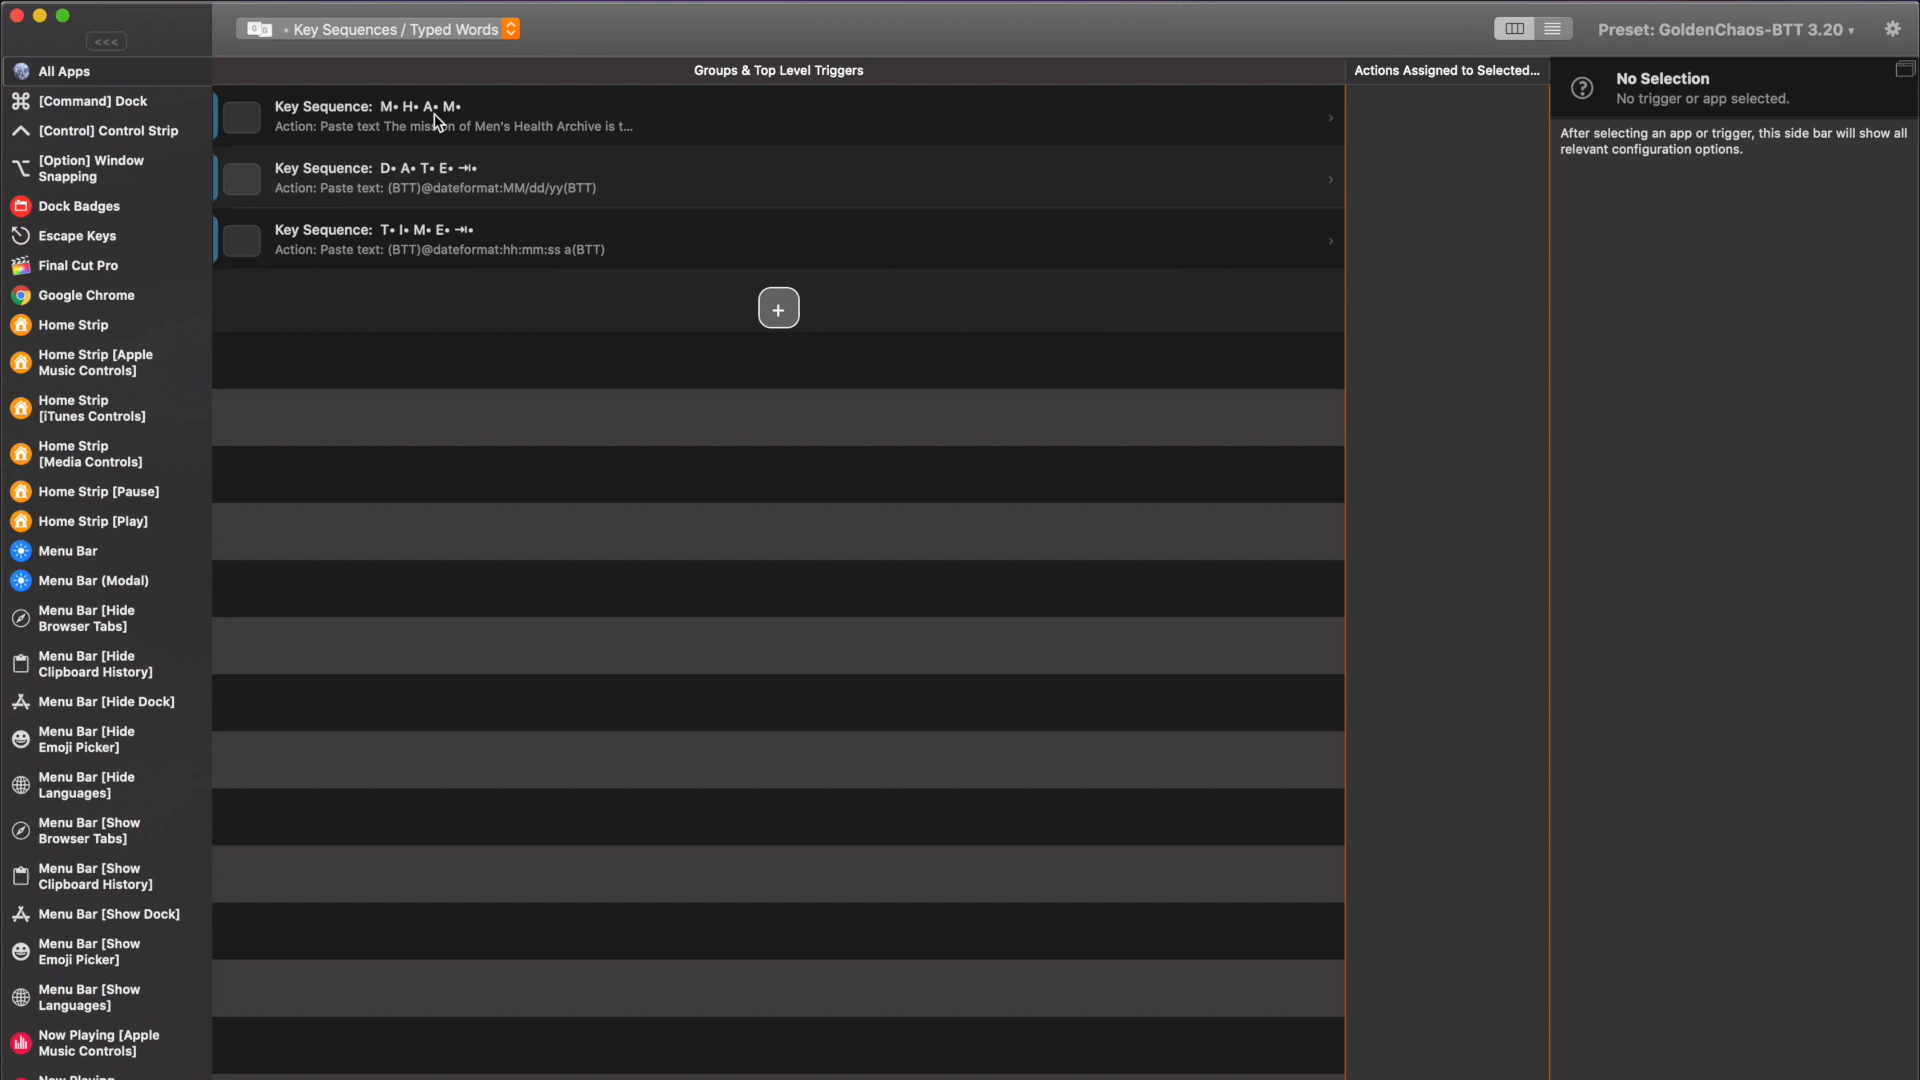 <<<
• Key Sequences / Typed Words
Preset: GoldenChaos-BTT 3.20
All Apps
[Command] Dock
[Control] Control Strip
[Option] Window
Snapping
Dock Badges
Escape Keys
Final Cut Pro
Google Chrome
Home Strip
Home Strip [Apple
Music Controls]
Home Strip
[iTunes Controls]
Home Strip
[Media Controls]
Home Strip [Pause]
Home Strip [Play]
Menu Bar
Menu Bar (Modal)
Menu Bar [Hide
Browser Tabs]
Menu Bar [Hide
Clipboard History]
Menu Bar [Hide Dock]
Menu Bar [Hide
Emoji Picker]
Menu Bar [Hide
Languages]
Menu Bar [Show
Browser Tabs]
Menu Bar [Show
Clipboard History]
Menu Bar [Show Dock]
Menu Bar [Show
Emoji Picker]
Menu Bar [Show
Languages]
Now Playing [Apple
Music Controls]
Now Playing
Groups & Top Level Triggers
Key Sequence: M• H• A• M•
Action: Paste text The mission of Men's Health Archive is t...
Key Sequence: D• A• T• E• ⇥•
Action: Paste text: (BTT)@dateformat:MM/dd/yy(BTT)
Key Sequence: T• I• M• E• ⇥•
Action: Paste text: (BTT)@dateformat:hh:mm:ss a(BTT)
+
Actions Assigned to Selected...
No Selection
No trigger or app selected.
After selecting an app or trigger, this side bar will show all
relevant configuration options.